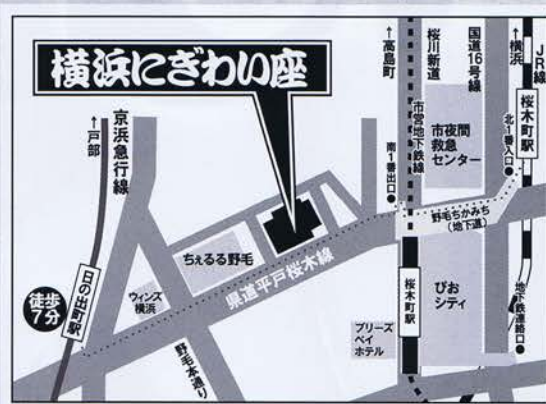 横浜にぎわい座
↑高島町
桜川新道
国道16号線
↑横浜
JR線
桜木町駅
市営地下鉄線
市夜間
救急
センター
北1番入口●
南1番出口●
野毛ちかみち
(地下道)
↑戸部
京浜急行線
日の出町駅
徒歩
7分
ウィンズ
横浜
ちぇるる野毛
県道平戸桜木線
野毛本通り
ブリーズ
ベイ
ホテル
桜木町駅
ぴお
シティ
地下鉄連絡口●